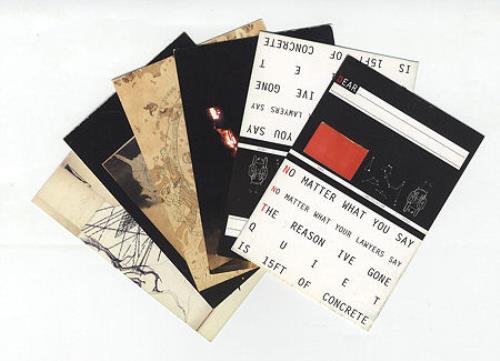 DEAR
NO MATTER WHAT YOU SAY
NO MATTER WHAT YOUR LAWYERS SAY
THE REASON IVE GONE
Q U I E T
IS 15FT OF CONCRETE
YOU SAY
LAWYERS SAY
IVE GONE
E T
IS 15FT OF CONCRETE